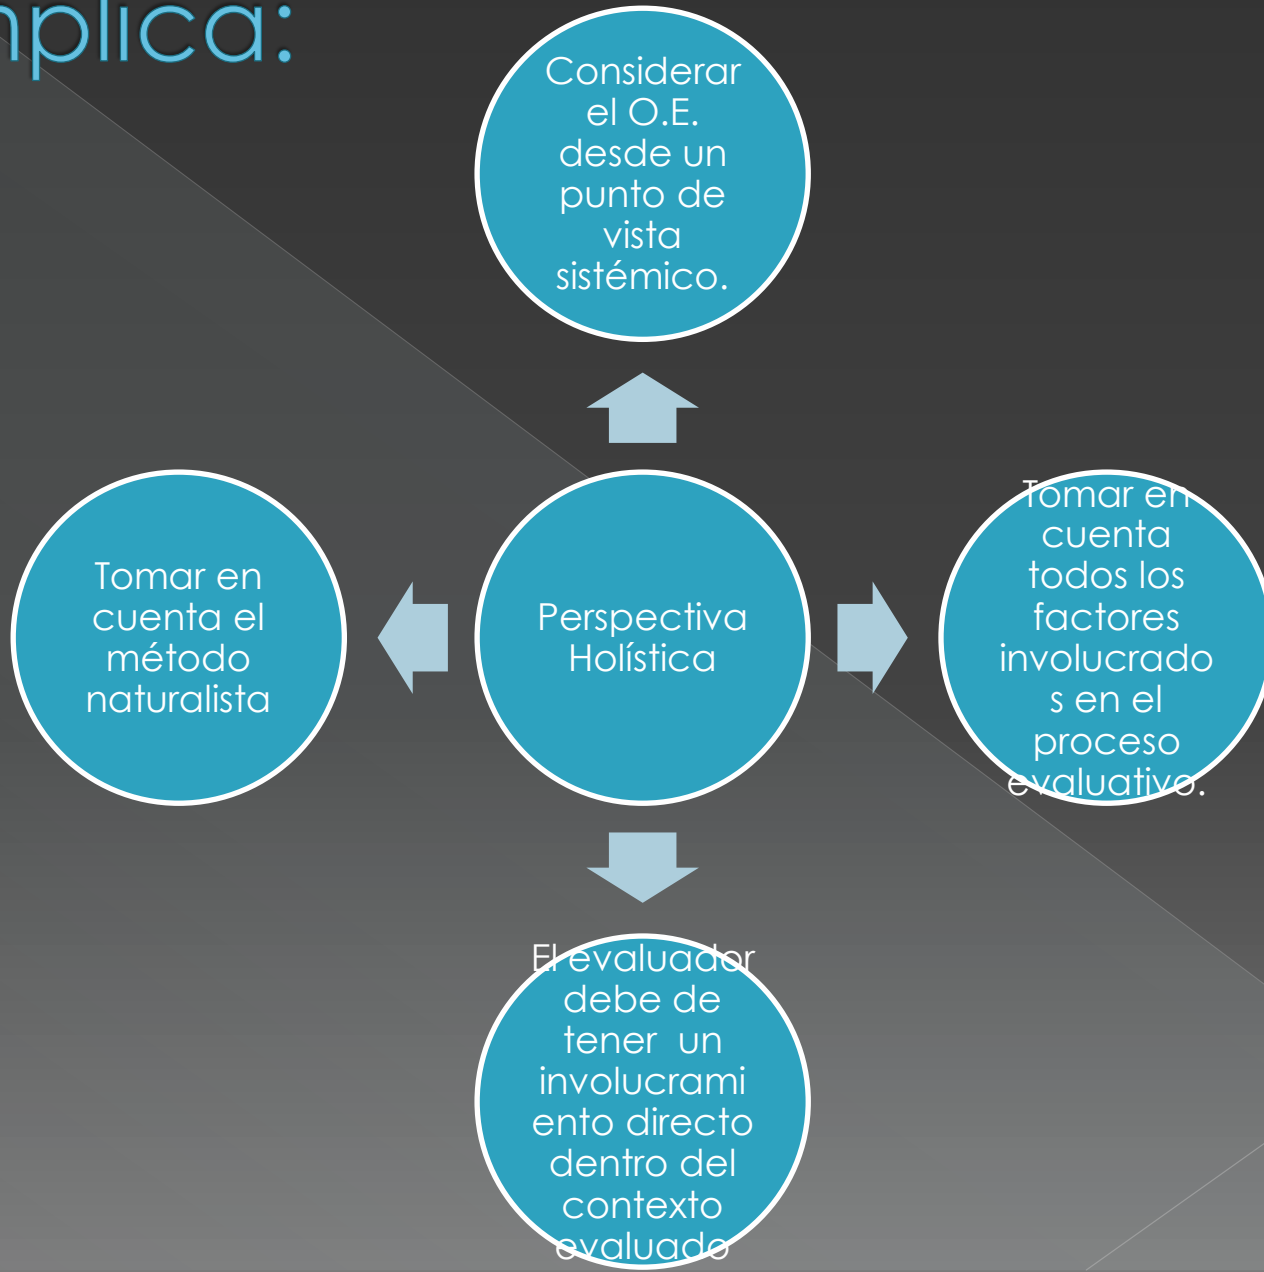 mplica:
Considerar
el O.E.
desde un
punto de
vista
sistémico.
Tomar en
cuenta el
método
naturalista
Perspectiva
Holística
Tomar en
cuenta
todos los
factores
involucrado
s en el
proceso
evaluativo.
El evaluador
debe de
tener un
involucrami
ento directo
dentro del
contexto
evaluado